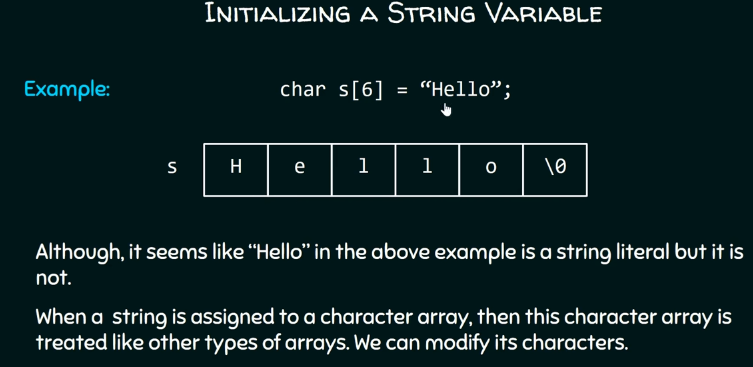 Initializing a String Variable
Example: char s[6] = “Hello”;
s H e l l o \0
Although, it seems like “Hello” in the above example is a string literal but it is
not.
When a string is assigned to a character array, then this character array is
treated like other types of arrays. We can modify its characters.